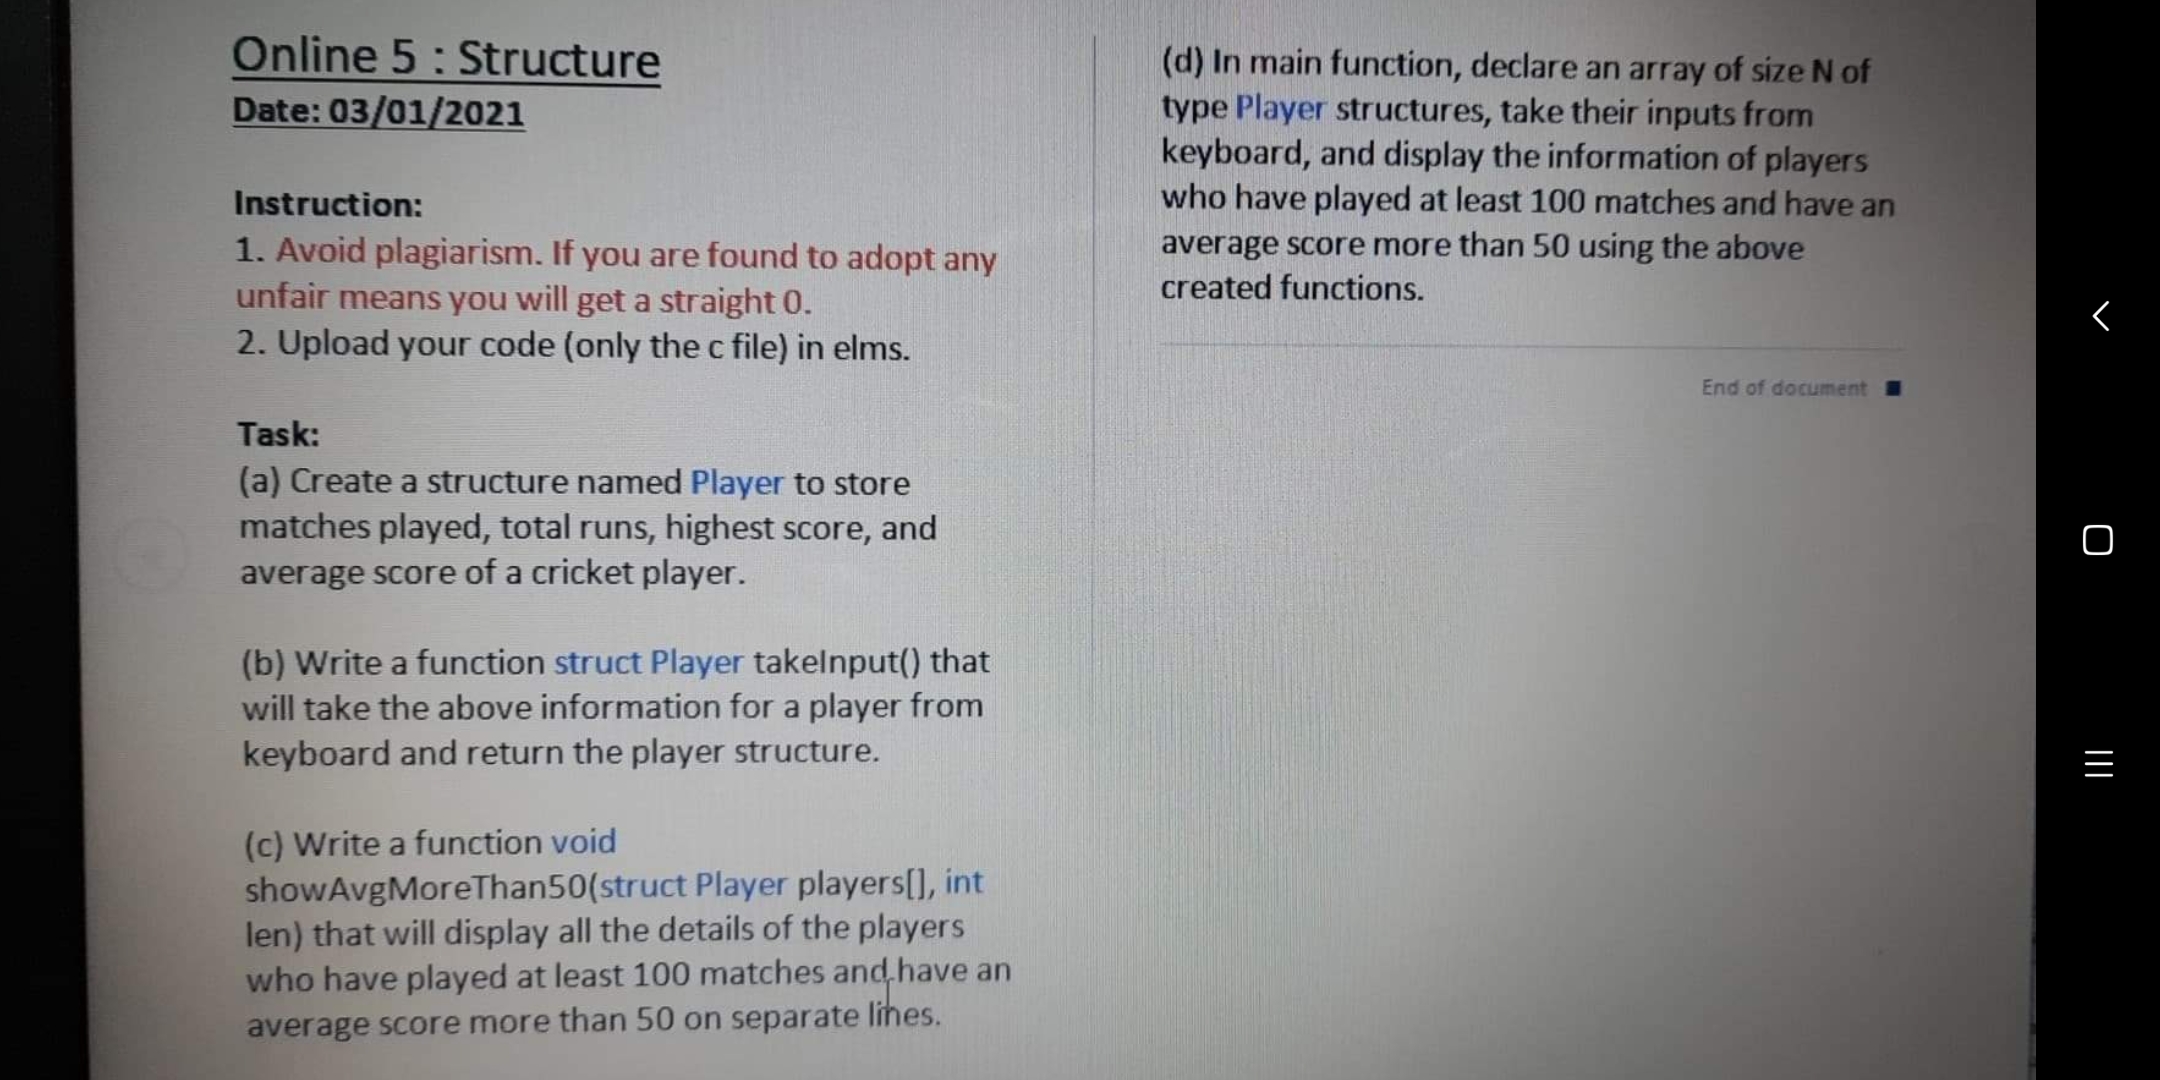 Online 5 : Structure
Date: 03/01/2021
Instruction:
1. Avoid plagiarism. If you are found to adopt any
unfair means you will get a straight 0.
2. Upload your code (only the c file) in elms.
Task:
(a) Create a structure named Player to store
matches played, total runs, highest score, and
average score of a cricket player.
(b) Write a function struct Player takeInput() that
will take the above information for a player from
keyboard and return the player structure.
(c) Write a function void
showAvgMoreThan50(struct Player players[], int
len) that will display all the details of the players
who have played at least 100 matches and have an
average score more than 50 on separate lines.
(d) In main function, declare an array of size N of
type Player structures, take their inputs from
keyboard, and display the information of players
who have played at least 100 matches and have an
average score more than 50 using the above
created functions.
End of document